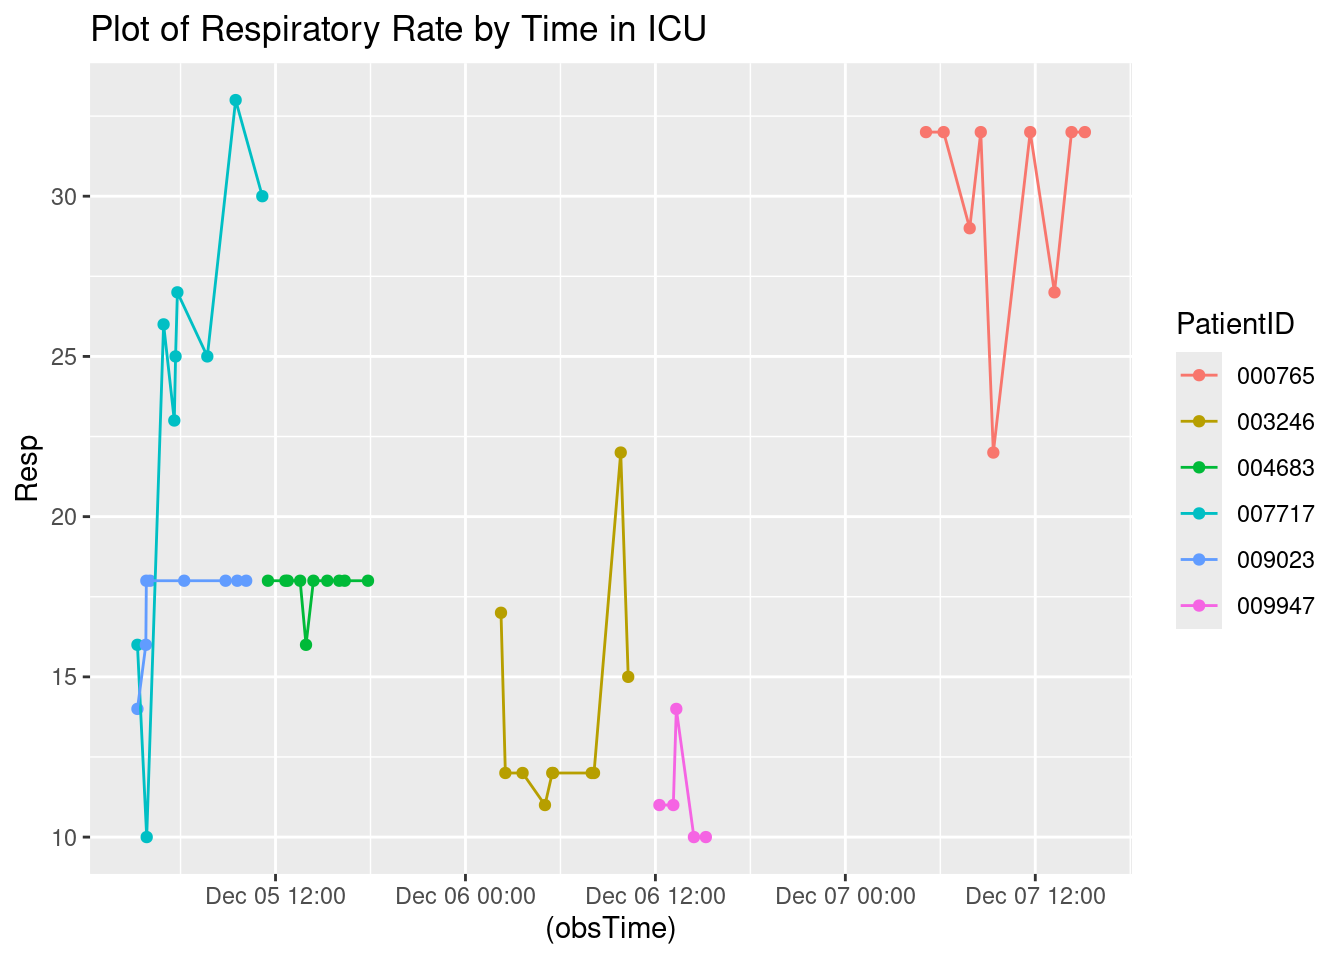 Plot of Respiratory Rate by Time in ICU
Resp
30
25
20
15
10
Dec 05 12:00
Dec 06 00:00
Dec 06 12:00
Dec 07 00:00
Dec 07 12:00
(obsTime)
PatientID
000765
003246
004683
007717
009023
009947